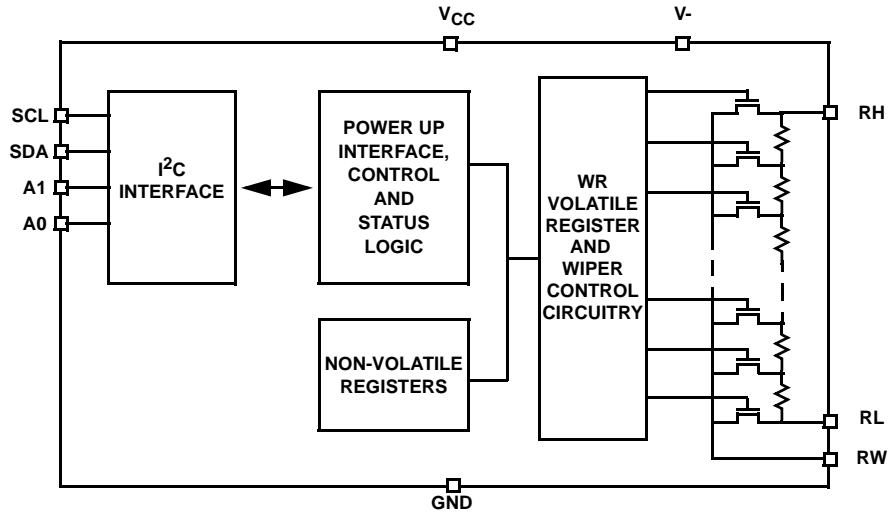 VCC
V-
SCL
SDA
A1
A0
I2C
INTERFACE
POWER UP
INTERFACE,
CONTROL
AND
STATUS
LOGIC
NON-VOLATILE
REGISTERS
WR
VOLATILE
REGISTER
AND
WIPER
CONTROL
CIRCUITRY
RH
RL
RW
GND